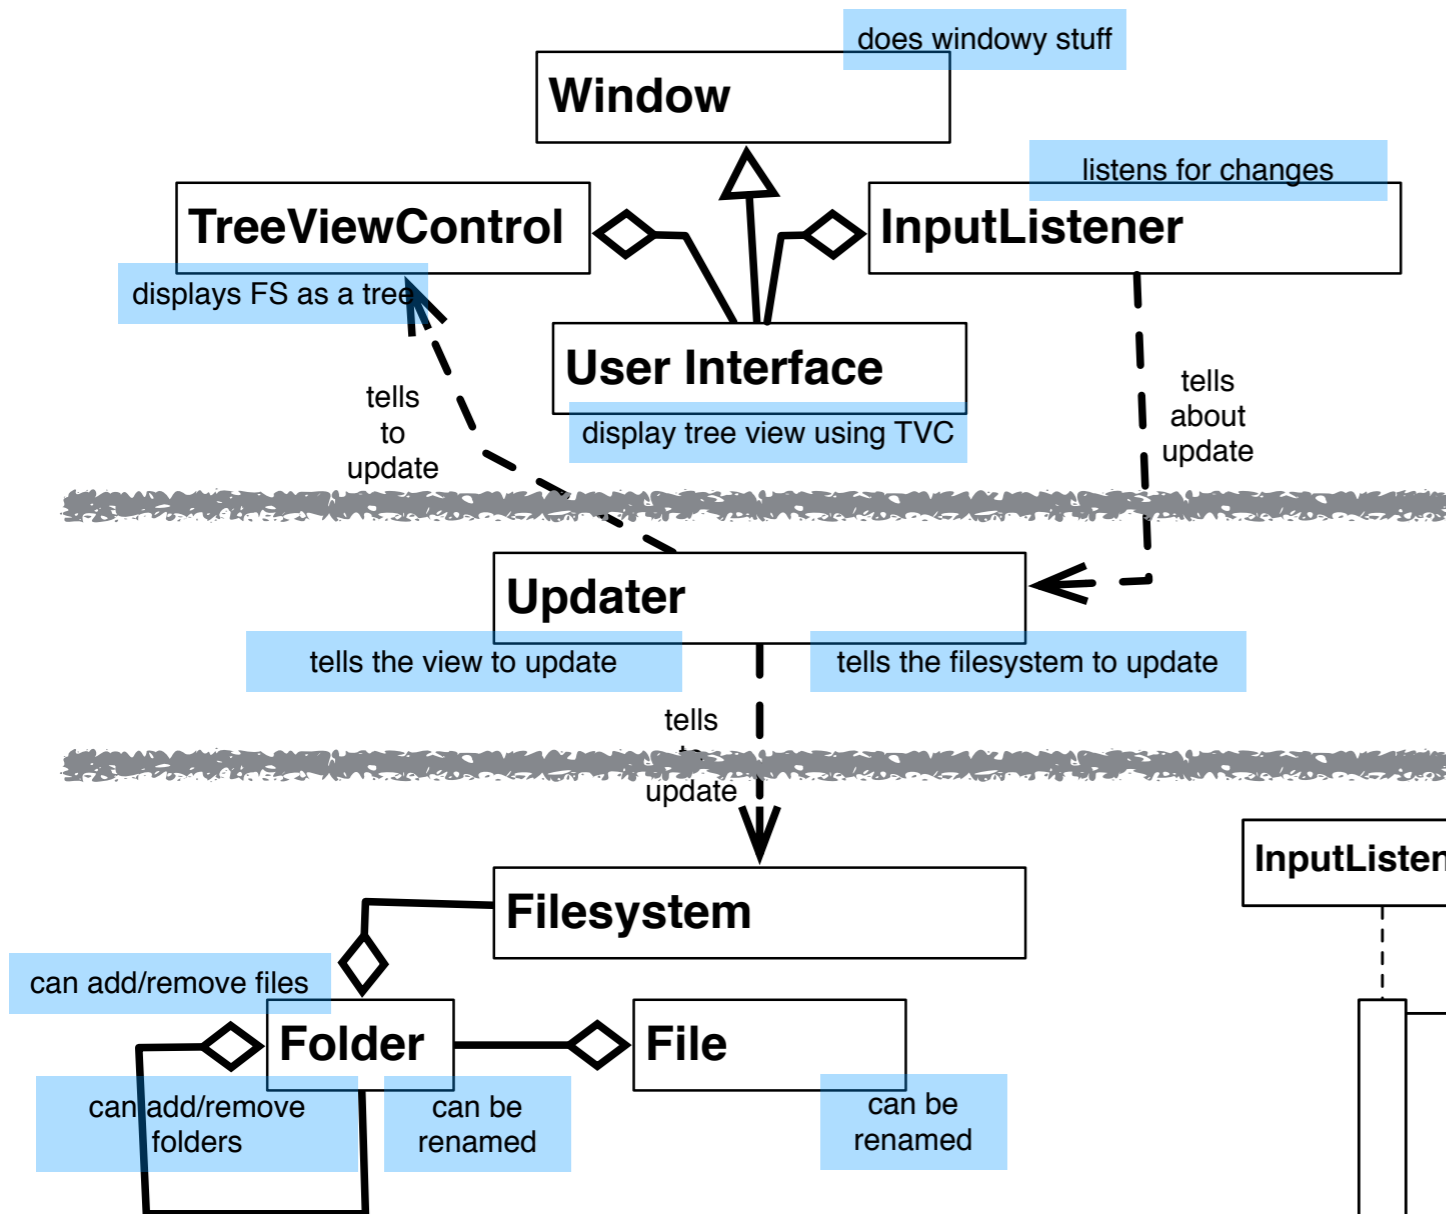 does windowy stuff
Window
listens for changes
TreeViewControl
InputListener
displays FS as a tree
User Interface
display tree view using TVC
tells
to
update
tells
about
update
Updater
tells the view to update
tells the filesystem to update
tells
update
InputListen
Filesystem
can add/remove files
Folder
File
can add/remove
folders
can be
renamed
can be
renamed